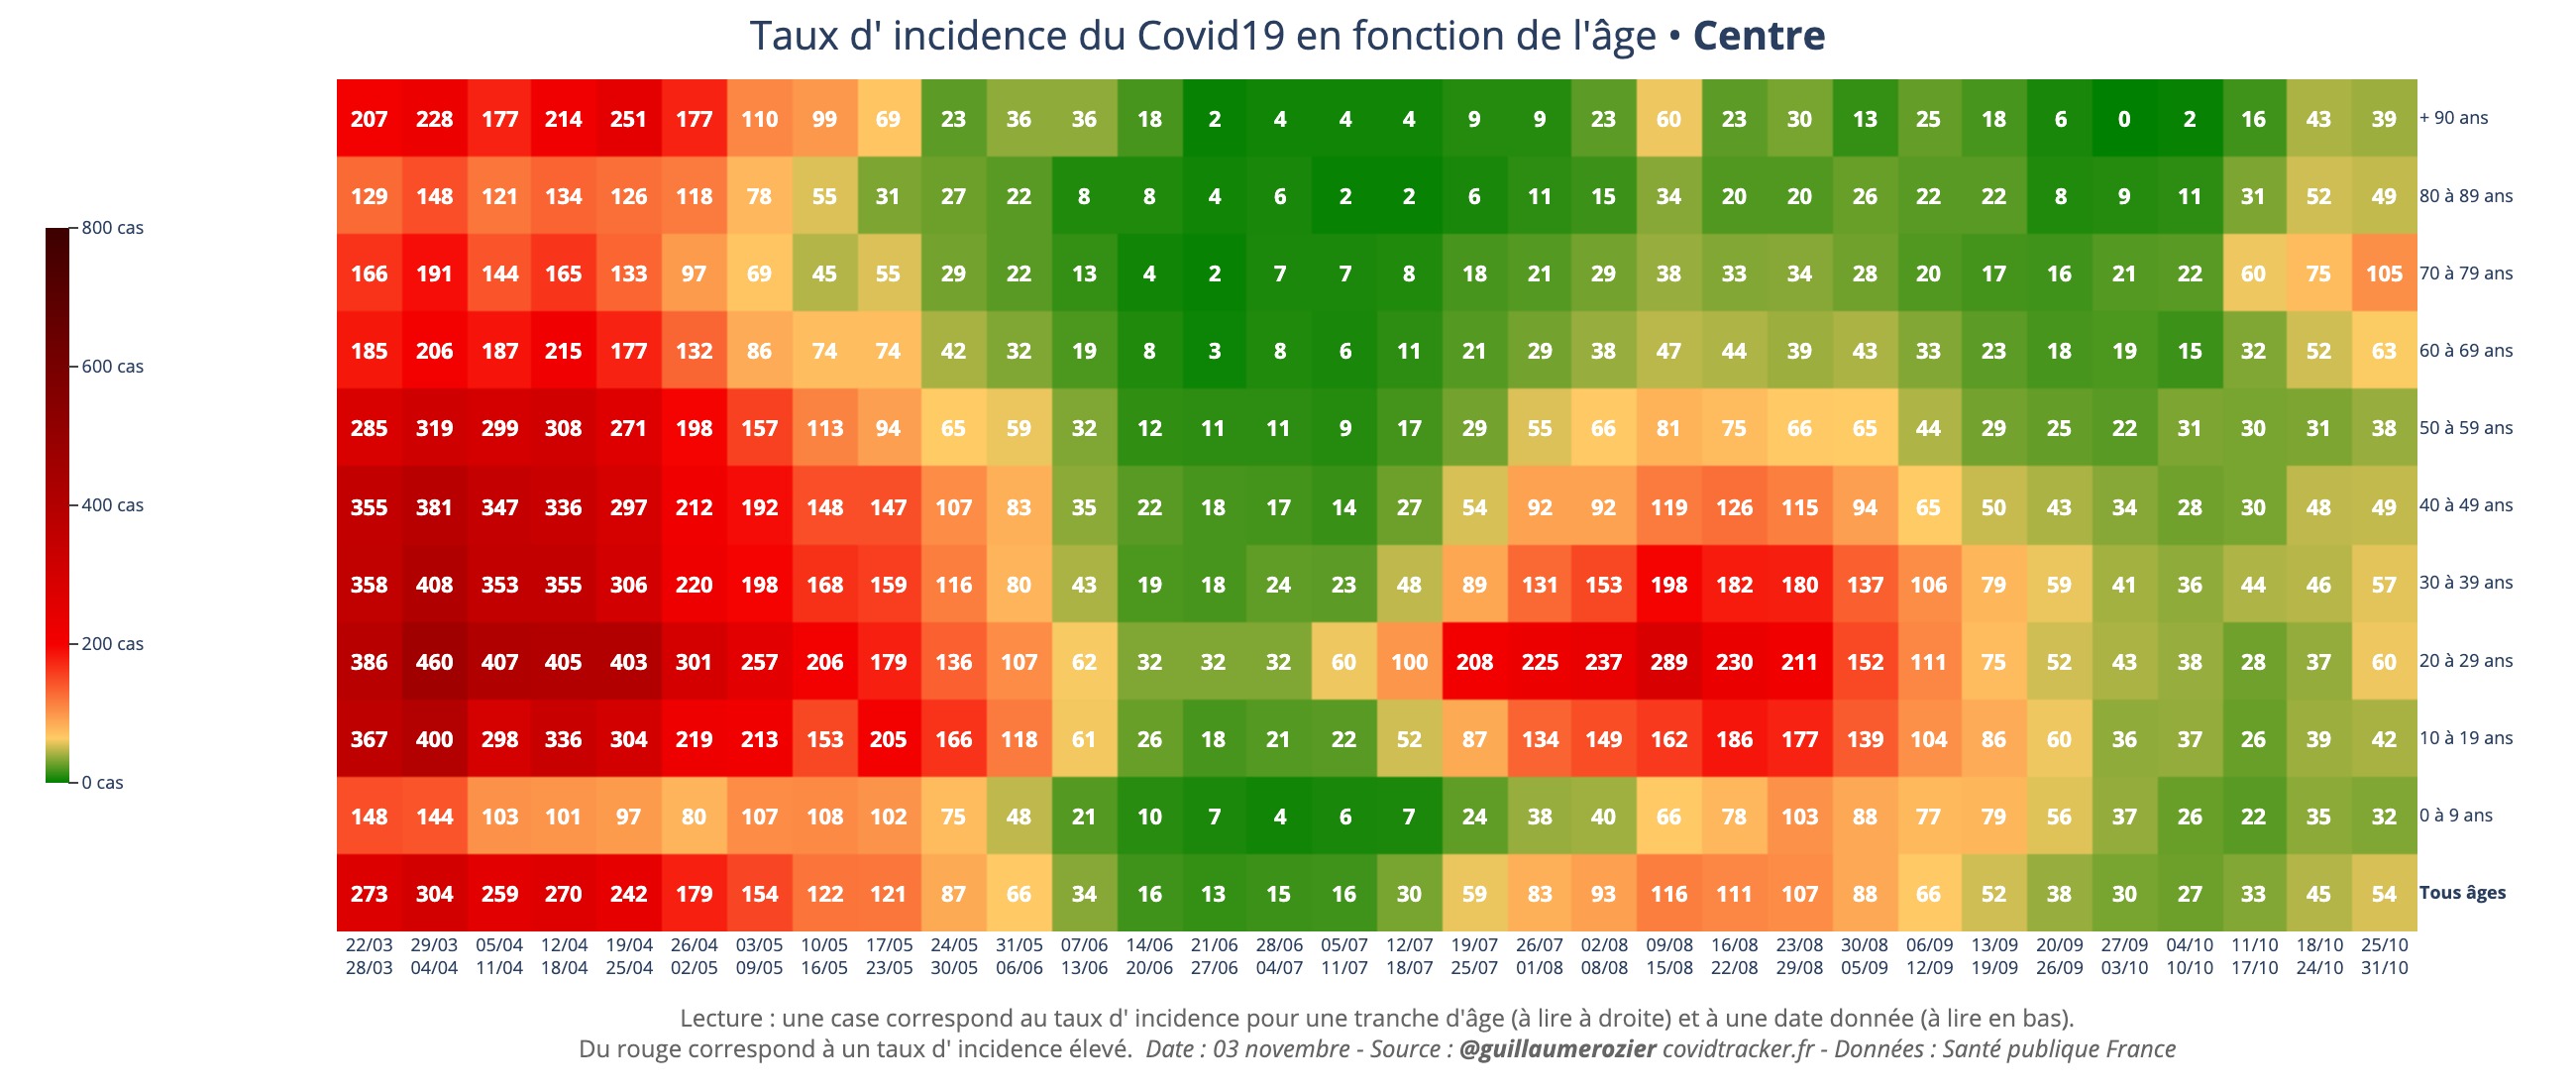 Taux d' incidence du Covid19 en fonction de l'âge • Centre
800 cas
600 cas
400 cas
200 cas
0 cas
207 228 177 214 251 177 110 99 69 23 36 36 18 2 4 4 4 9 9 23 60 23 30 13 25 18 6 0 2 16 43 39 + 90 ans
129 148 121 134 126 118 78 55 31 27 22 8 8 4 6 2 2 6 11 15 34 20 20 26 22 22 8 9 11 31 52 49 80 à 89 ans
166 191 144 165 133 97 69 45 55 29 22 13 4 2 7 7 8 18 21 29 38 33 34 28 20 17 16 21 22 60 75 105 70 à 79 ans
185 206 187 215 177 132 86 74 74 42 32 19 8 3 8 6 11 21 29 38 47 44 39 43 33 23 18 19 15 32 52 63 60 à 69 ans
285 319 299 308 271 198 157 113 94 65 59 32 12 11 11 9 17 29 55 66 81 75 66 65 44 29 25 22 31 30 31 38 50 à 59 ans
355 381 347 336 297 212 192 148 147 107 83 35 22 18 17 14 27 54 92 92 119 126 115 94 65 50 43 34 28 30 48 49 40 à 49 ans
358 408 353 355 306 220 198 168 159 116 80 43 19 18 24 23 48 89 131 153 198 182 180 137 106 79 59 41 36 44 46 57 30 à 39 ans
386 460 407 405 403 301 257 206 179 136 107 62 32 32 32 60 100 208 225 237 289 230 211 152 111 75 52 43 38 28 37 60 20 à 29 ans
367 400 298 336 304 219 213 153 205 166 118 61 26 18 21 22 52 87 134 149 162 186 177 139 104 86 60 36 37 26 39 42 10 à 19 ans
148 144 103 101 97 80 107 108 102 75 48 21 10 7 4 6 7 24 38 40 66 78 103 88 77 79 56 37 26 22 35 32 0 à 9 ans
273 304 259 270 242 179 154 122 121 87 66 34 16 13 15 16 30 59 83 93 116 111 107 88 66 52 38 30 27 33 45 54 Tous âges
22/03 29/03 05/04 12/04 19/04 26/04 03/05 10/05 17/05 24/05 31/05 07/06 14/06 21/06 28/06 05/07 12/07 19/07 26/07 02/08 09/08 16/08 23/08 30/08 06/09 13/09 20/09 27/09 04/10 11/10 18/10 25/10
28/03 04/04 11/04 18/04 25/04 02/05 09/05 16/05 23/05 30/05 06/06 13/06 20/06 27/06 04/07 11/07 18/07 25/07 01/08 08/08 15/08 22/08 29/08 05/09 12/09 19/09 26/09 03/10 10/10 17/10 24/10 31/10
Lecture : une case correspond au taux d' incidence pour une tranche d'âge (à lire à droite) et à une date donnée (à lire en bas).
Du rouge correspond à un taux d' incidence élevé. Date : 03 novembre - Source : @guillaumerozier covidtracker.fr - Données : Santé publique France